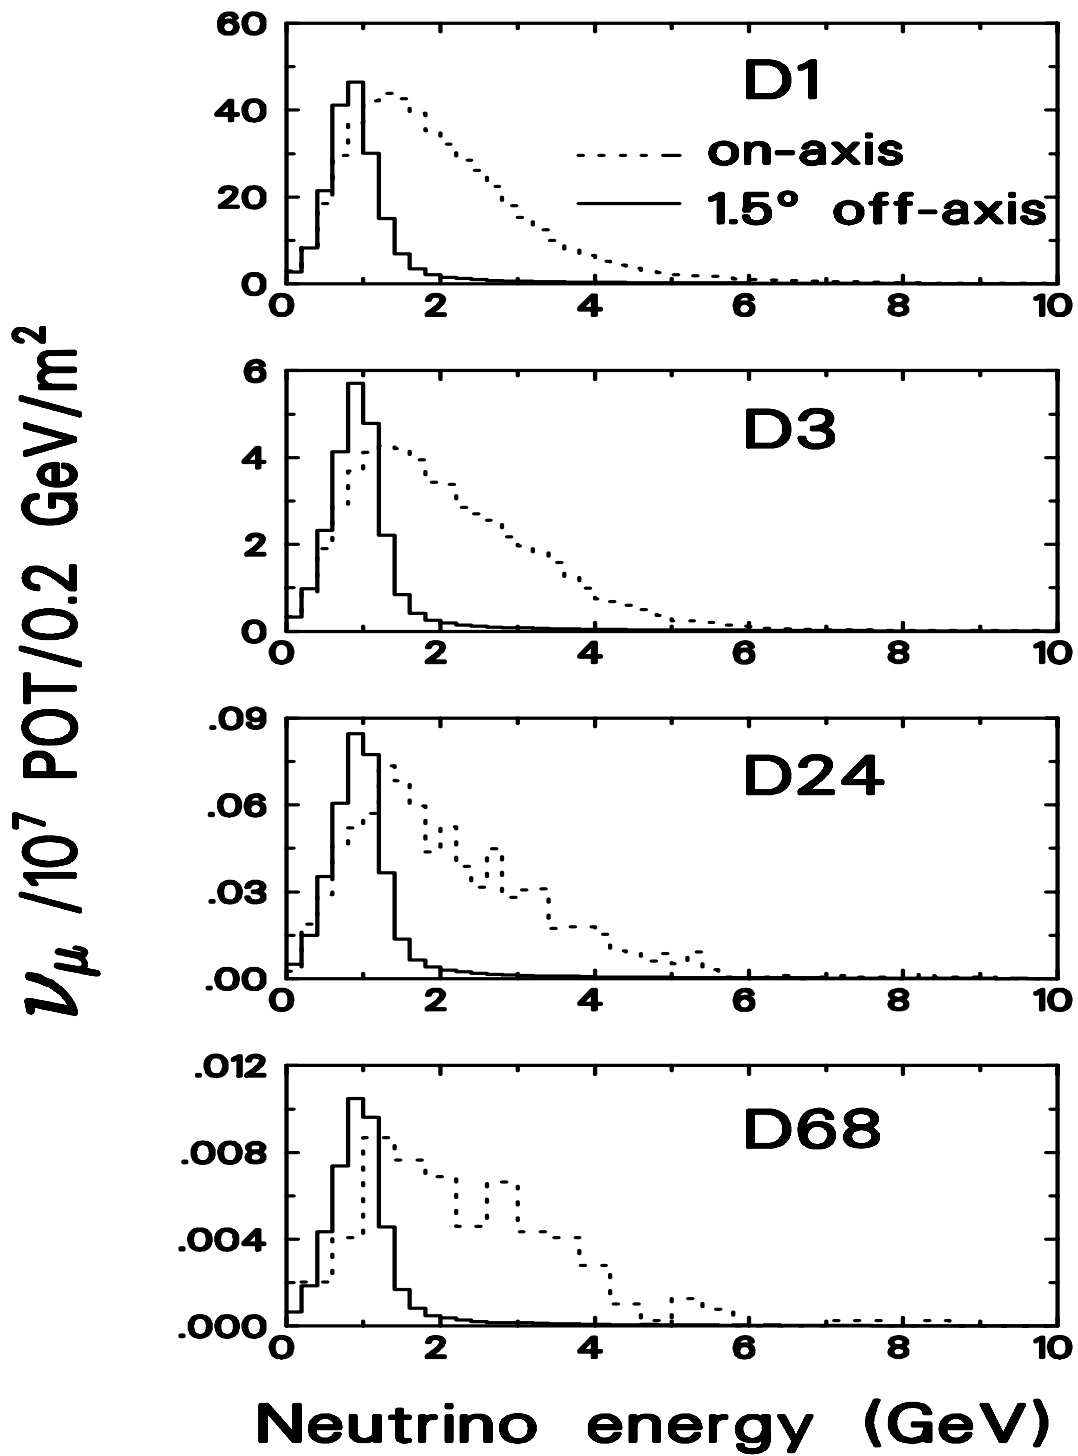 ν_μ /10⁷ POT/0.2 GeV/m²
60
40
20
0
D1
on-axis
1.5° off-axis
0 2 4 6 8 10
6
4
2
0
D3
0 2 4 6 8 10
.09
.06
.03
.00
D24
0 2 4 6 8 10
.012
.008
.004
.000
D68
0 2 4 6 8 10
Neutrino energy (GeV)